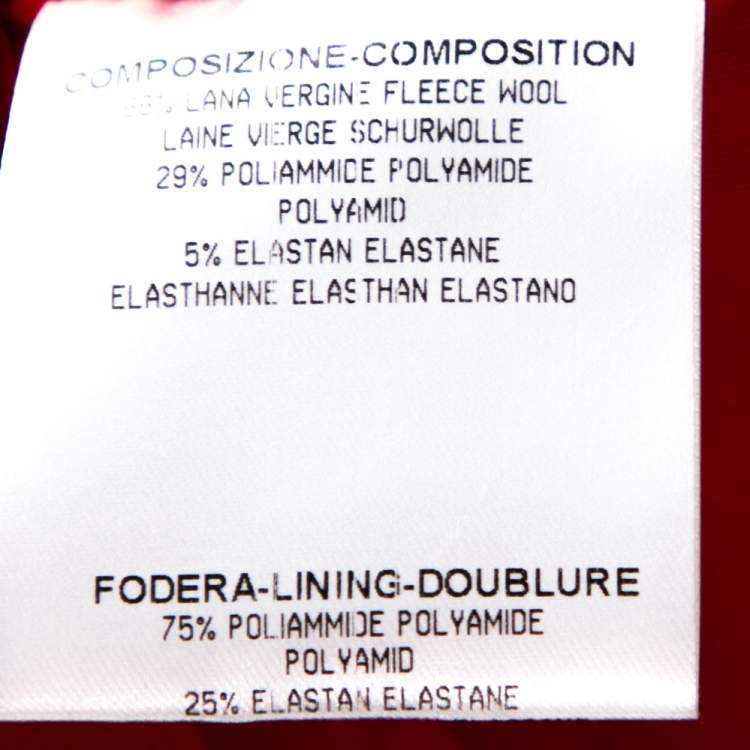 COMPOSIZIONE-COMPOSITION
66% LANA VERGINE FLEECE WOOL
LAINE VIERGE SCHURWOLLE
29% POLIAMMIDE POLYAMIDE
POLYAMID
5% ELASTAN ELASTANE
ELASTHANNE ELASTHAN ELASTANO
FODERA-LINING-DOUBLURE
75% POLIAMMIDE POLYAMIDE
POLYAMID
25% ELASTAN ELASTANE